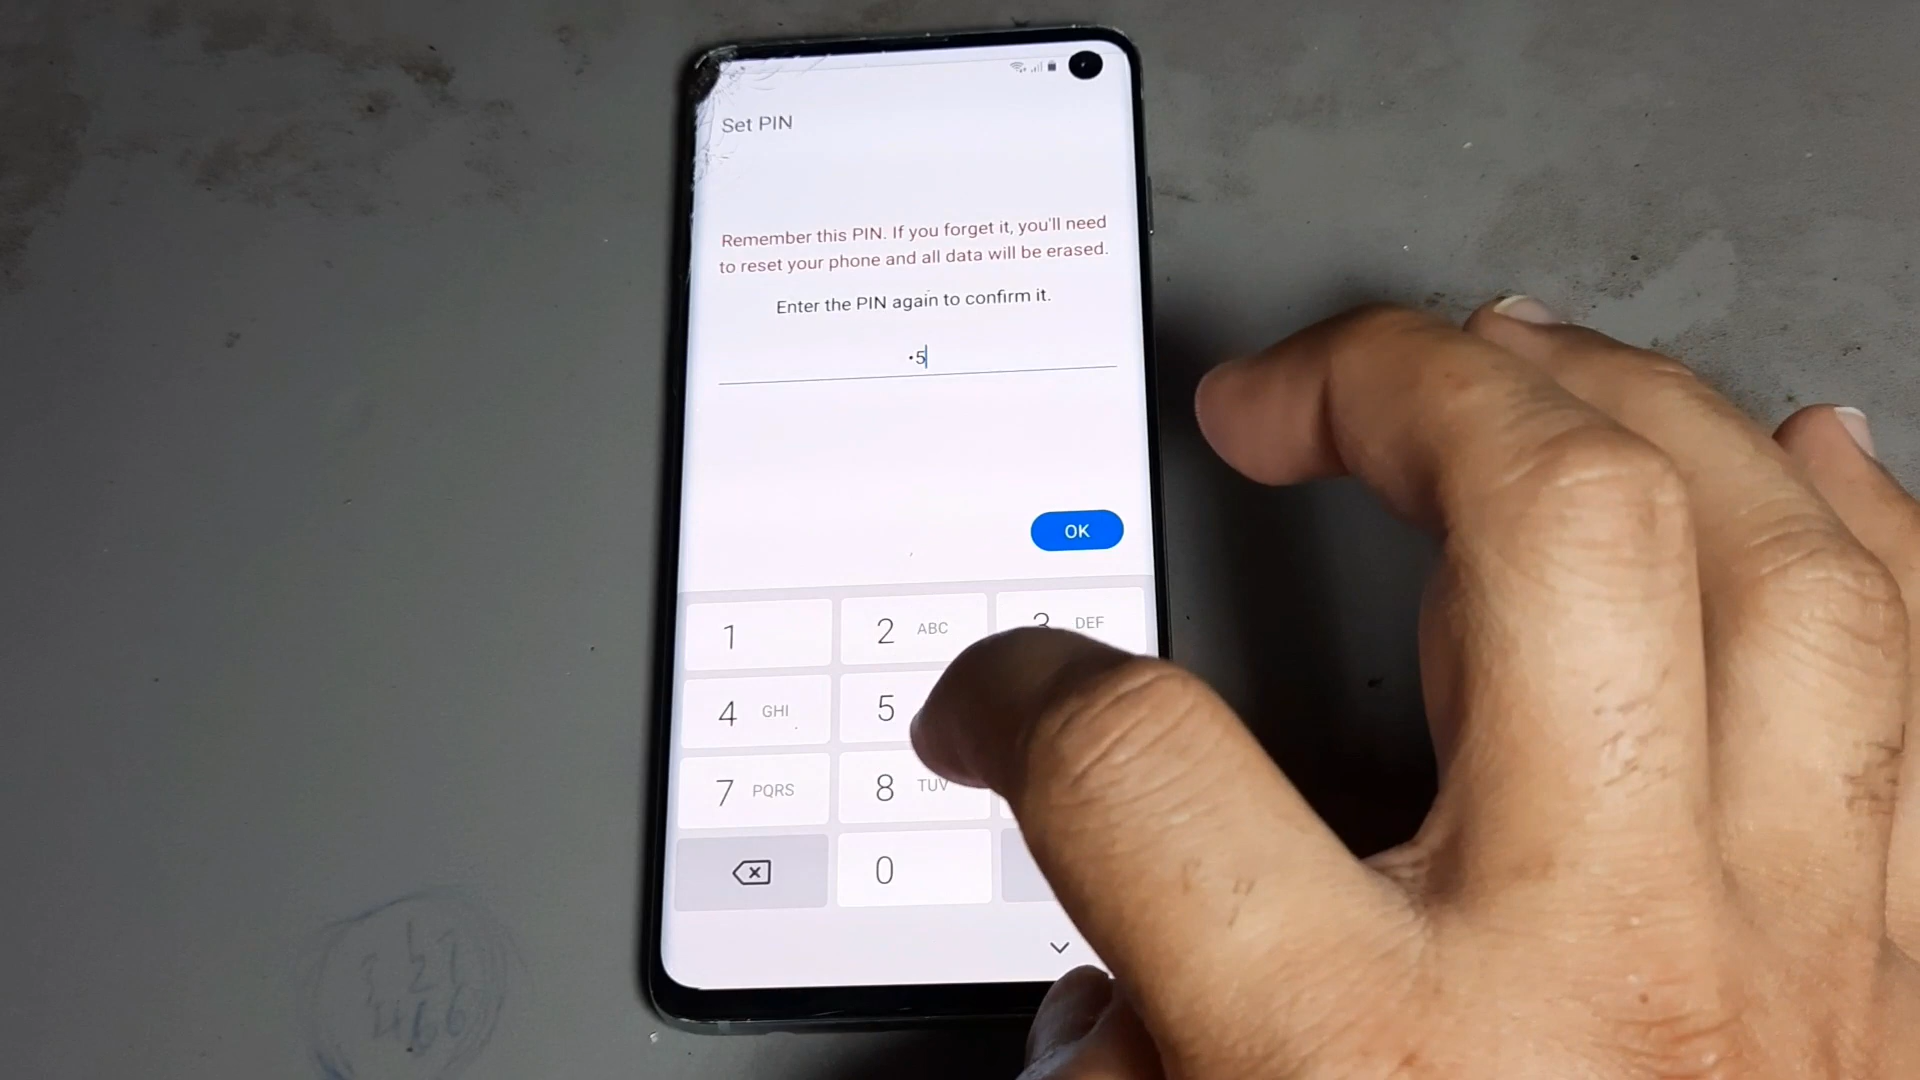 Set PIN
Remember this PIN. If you forget it, you'll need
to reset your phone and all data will be erased.
Enter the PIN again to confirm it.
•5
OK
1
2 ABC
3 DEF
4 GHI
5
7 PQRS
8 TUV
0
466